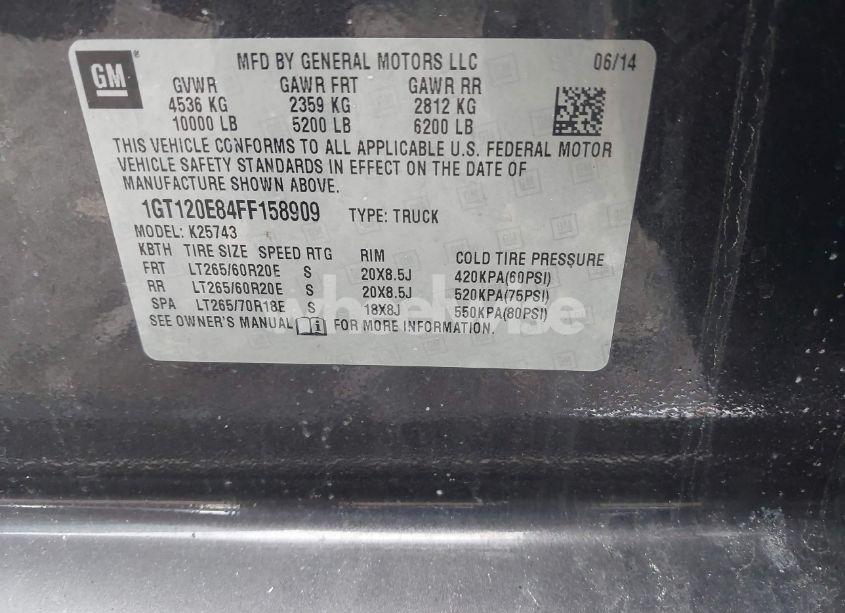 GM
MFD BY GENERAL MOTORS LLC 06/14
GVWR GAWR FRT GAWR RR
4536 KG 2359 KG 2812 KG
10000 LB 5200 LB 6200 LB
THIS VEHICLE CONFORMS TO ALL APPLICABLE U.S. FEDERAL MOTOR
VEHICLE SAFETY STANDARDS IN EFFECT ON THE DATE OF
MANUFACTURE SHOWN ABOVE.
1GT120E84FF158909 TYPE: TRUCK
MODEL: K25743
KBTH TIRE SIZE SPEED RTG RIM COLD TIRE PRESSURE
FRT LT265/60R20E S 20X8.5J 420KPA(60PSI)
RR LT265/60R20E S 20X8.5J 520KPA(75PSI)
SPA LT265/70R18E S 18X8J 550KPA(80PSI)
SEE OWNER'S MANUAL FOR MORE INFORMATION.